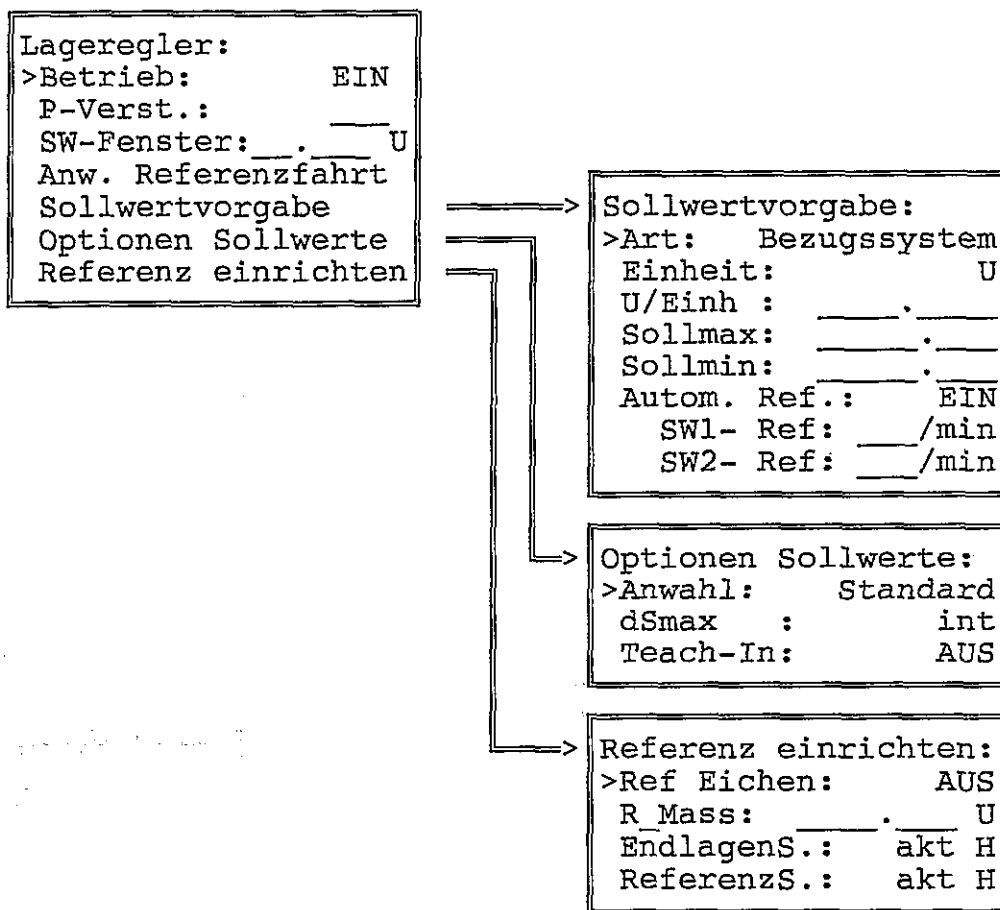 Lageregler:
>Betrieb: EIN
P-Verst.: ___
SW-Fenster:__.___ U
Anw. Referenzfahrt
Sollwertvorgabe
Optionen Sollwerte
Referenz einrichten
Sollwertvorgabe:
>Art: Bezugssystem
Einheit: U
U/Einh : ____.___
Sollmax: _____.___
Sollmin: _____.___
Autom. Ref.: EIN
SW1- Ref: ___/min
SW2- Ref: ___/min
Optionen Sollwerte:
>Anwahl: Standard
dSmax : int
Teach-In: AUS
Referenz einrichten:
>Ref Eichen: AUS
R_Mass: ____.___ U
EndlagenS.: akt H
ReferenzS.: akt H